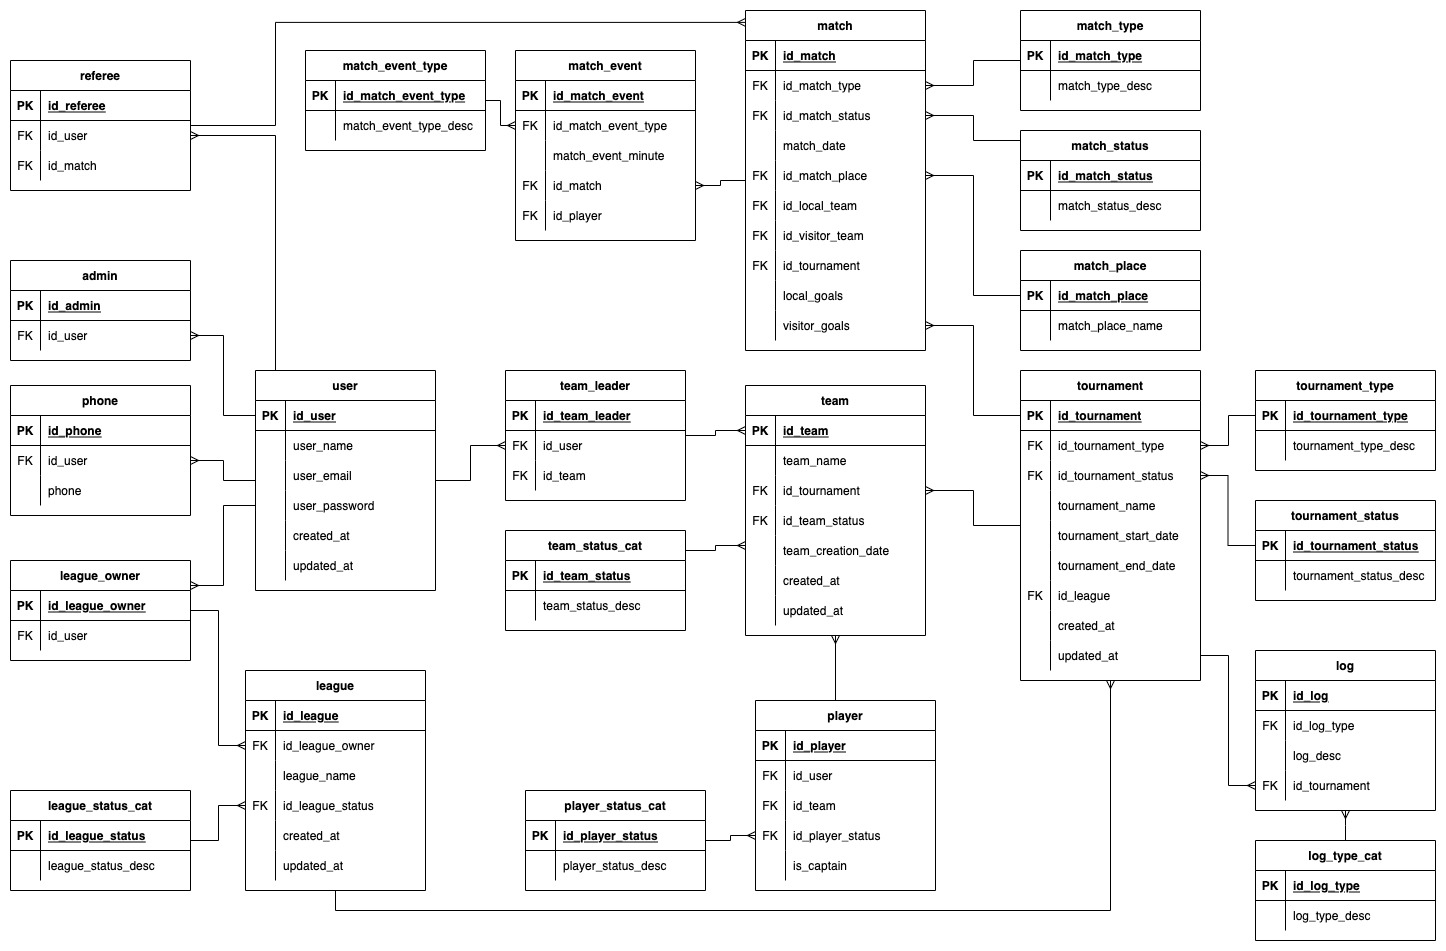 referee
PK id_referee
FK id_user
FK id_match
match_event_type
PK id_match_event_type
match_event_type_desc
match_event
PK id_match_event
FK id_match_event_type
match_event_minute
FK id_match
FK id_player
match
PK id_match
FK id_match_type
FK id_match_status
match_date
FK id_match_place
FK id_local_team
FK id_visitor_team
FK id_tournament
local_goals
visitor_goals
match_type
PK id_match_type
match_type_desc
match_status
PK id_match_status
match_status_desc
match_place
PK id_match_place
match_place_name
admin
PK id_admin
FK id_user
phone
PK id_phone
FK id_user
phone
user
PK id_user
user_name
user_email
user_password
created_at
updated_at
team_leader
PK id_team_leader
FK id_user
FK id_team
team_status_cat
PK id_team_status
team_status_desc
team
PK id_team
team_name
FK id_tournament
FK id_team_status
team_creation_date
created_at
updated_at
tournament
PK id_tournament
FK id_tournament_type
FK id_tournament_status
tournament_name
tournament_start_date
tournament_end_date
FK id_league
created_at
updated_at
tournament_type
PK id_tournament_type
tournament_type_desc
tournament_status
PK id_tournament_status
tournament_status_desc
league_owner
PK id_league_owner
FK id_user
league
PK id_league
FK id_league_owner
league_name
FK id_league_status
created_at
updated_at
league_status_cat
PK id_league_status
league_status_desc
player_status_cat
PK id_player_status
player_status_desc
player
PK id_player
FK id_user
FK id_team
FK id_player_status
is_captain
log
PK id_log
FK id_log_type
log_desc
FK id_tournament
log_type_cat
PK id_log_type
log_type_desc